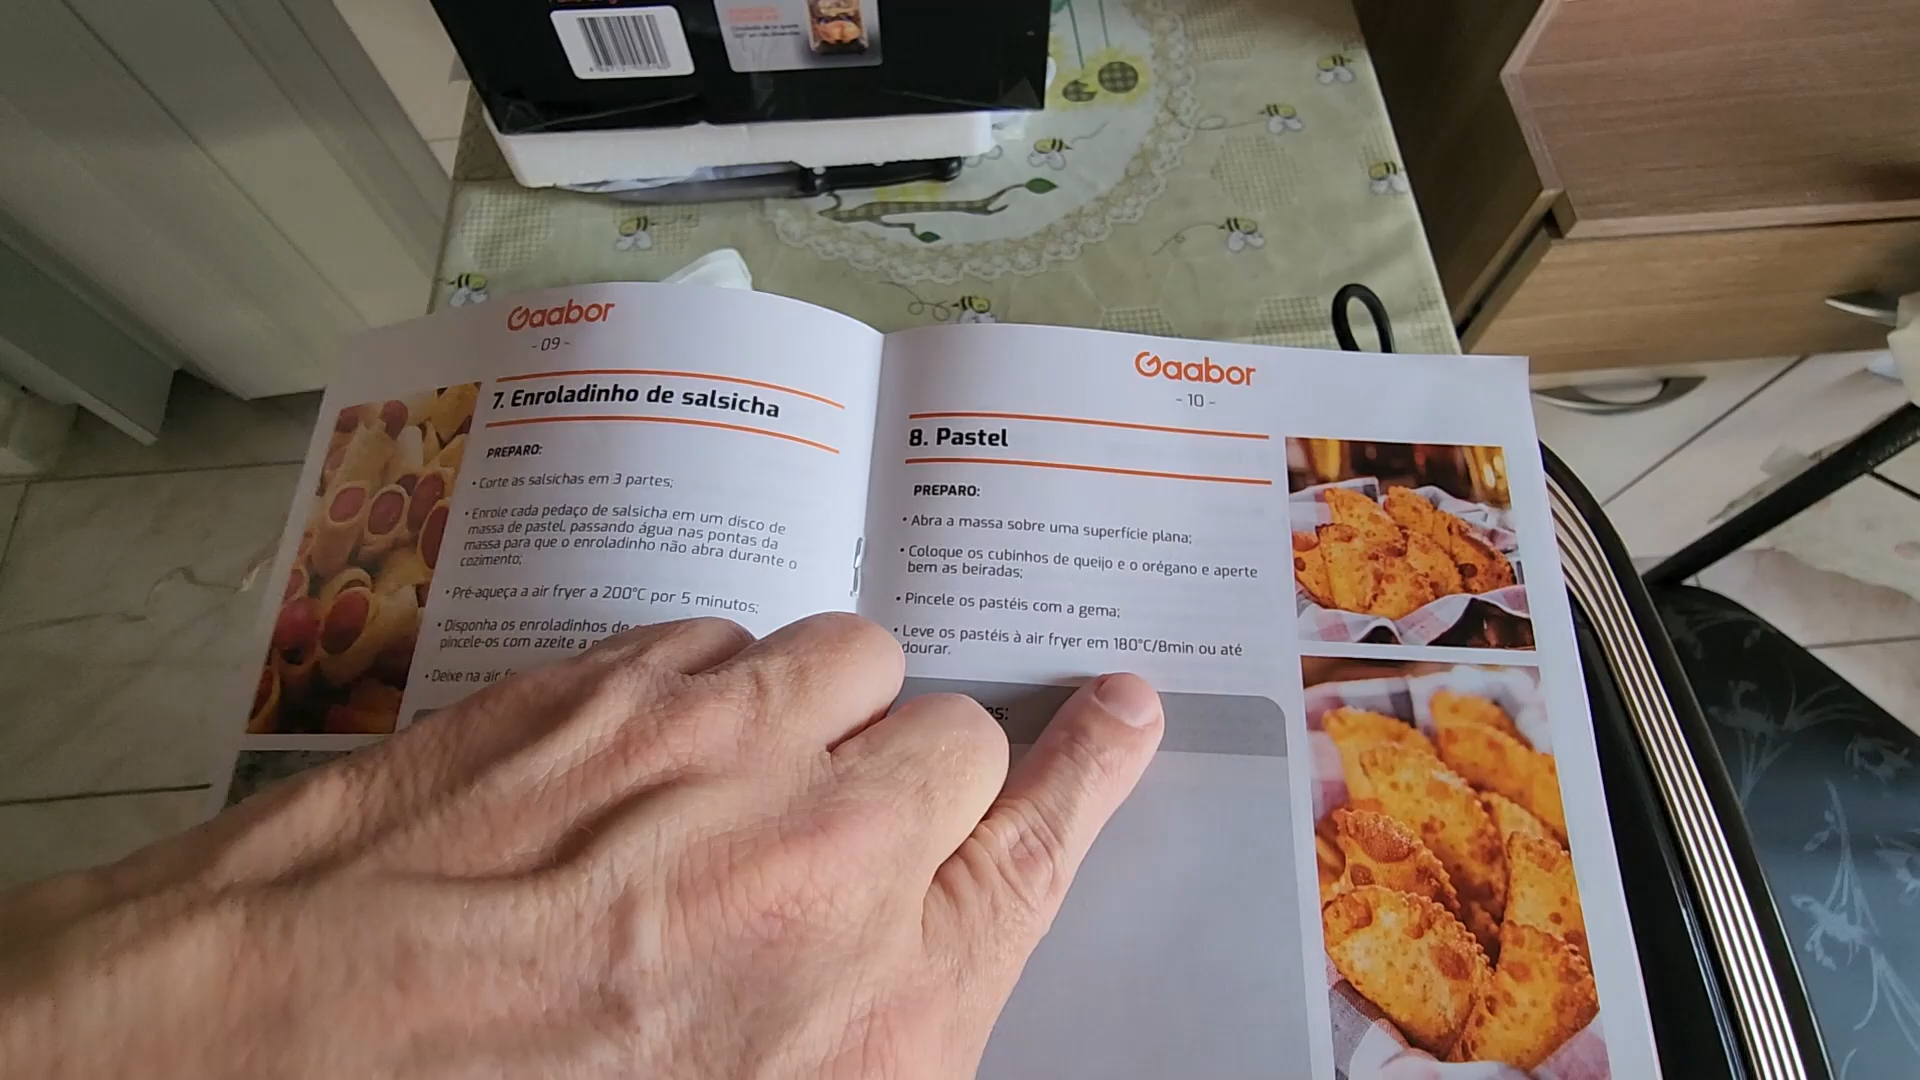 Gaabor
- 09 -
7. Enroladinho de salsicha
PREPARO:
• Corte as salsichas em 3 partes;
• Enrole cada pedaço de salsicha em um disco de
massa de pastel, passando água nas pontas da
massa para que o enroladinho não abra durante o
cozimento;
• Pré-aqueça a air fryer a 200°C por 5 minutos;
• Disponha os enroladinhos de
pincele-os com azeite a
• Deixe na air
Gaabor
- 10 -
8. Pastel
PREPARO:
• Abra a massa sobre uma superfície plana;
• Coloque os cubinhos de queijo e o orégano e aperte
bem as beiradas;
• Pincele os pastéis com a gema;
• Leve os pastéis à air fryer em 180°C/8min ou até
dourar.